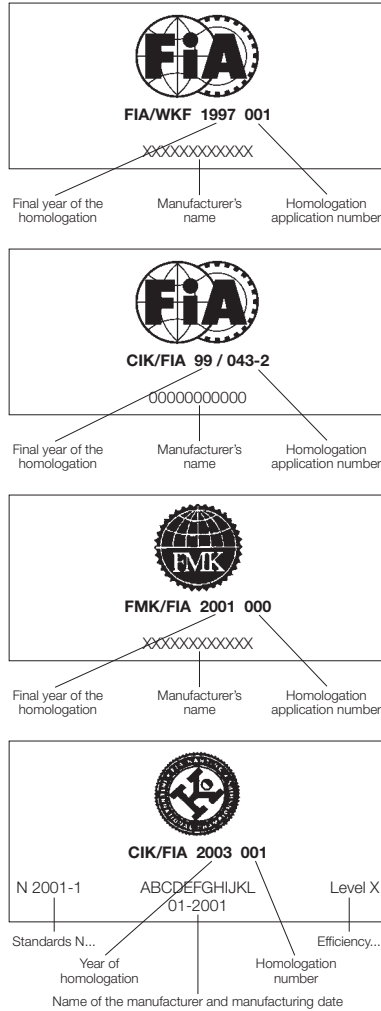 FiA
FIA/WKF 1997 001
XXXXXXXXXXXX
Final year of the homologation
Manufacturer's name
Homologation application number
FiA
CIK/FIA 99 / 043-2
00000000000
Final year of the homologation
Manufacturer's name
Homologation application number
FMK
FMK/FIA 2001 000
XXXXXXXXXXXX
Final year of the homologation
Manufacturer's name
Homologation application number
CIK/FIA 2003 001
N 2001-1 ABCDEFGHIJKL Level X
01-2001
Standards N... Efficiency...
Year of homologation
Homologation number
Name of the manufacturer and manufacturing date